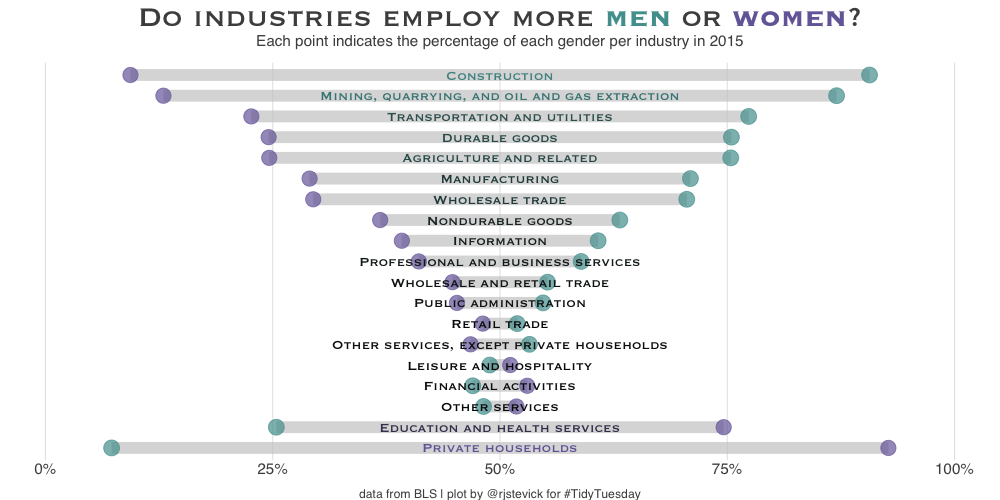 Do industries employ more men or women?
Each point indicates the percentage of each gender per industry in 2015
Construction
Mining, quarrying, and oil and gas extraction
Transportation and utilities
Durable goods
Agriculture and related
Manufacturing
Wholesale trade
Nondurable goods
Information
Professional and business services
Wholesale and retail trade
Public administration
Retail trade
Other services, except private households
Leisure and hospitality
Financial activities
Other services
Education and health services
Private households
0% 25% 50% 75% 100%
data from BLS | plot by @rjstevick for #TidyTuesday